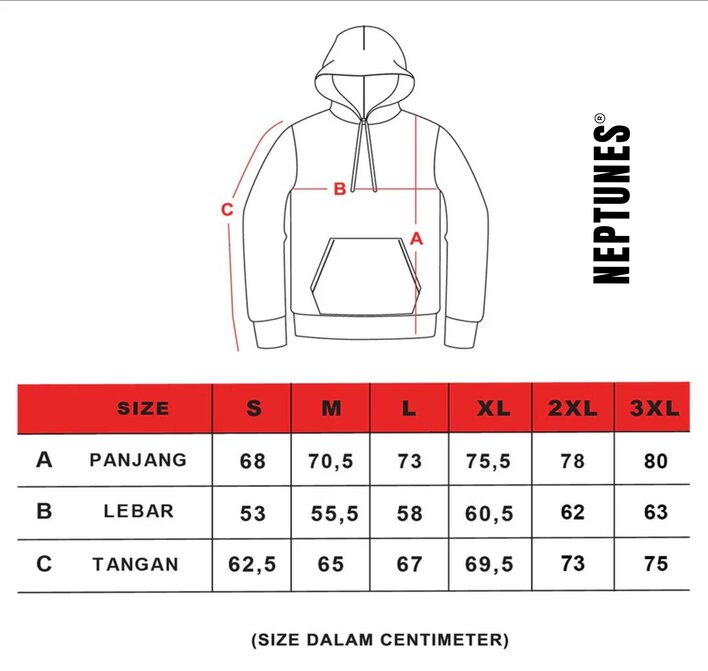 NEPTUNES®
C
B
A
SIZE S M L XL 2XL 3XL
A PANJANG 68 70,5 73 75,5 78 80
B LEBAR 53 55,5 58 60,5 62 63
C TANGAN 62,5 65 67 69,5 73 75
(SIZE DALAM CENTIMETER)